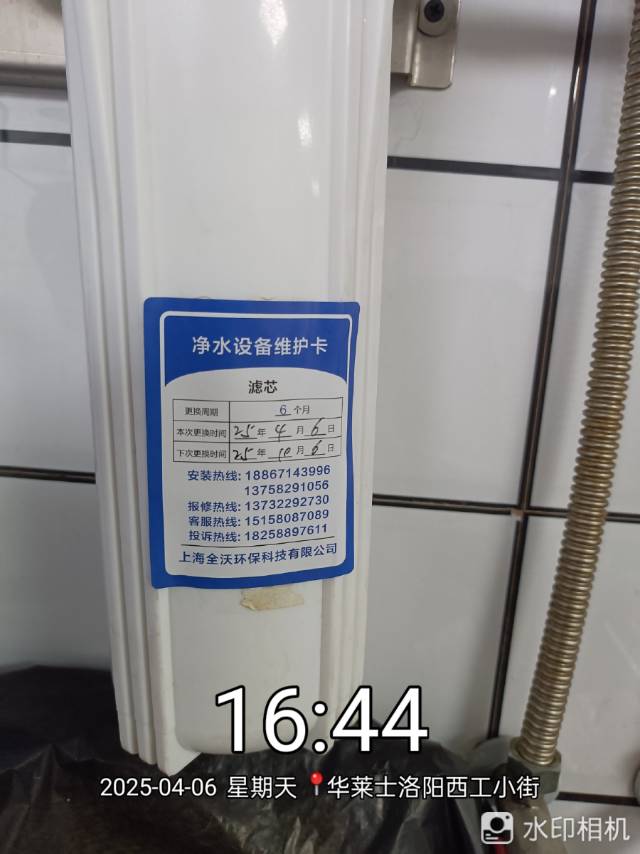 净水设备维护卡
滤芯
更换周期 6 个月
本次更换时间 25 年 4 月 6 日
下次更换时间 25 年 10 月 6 日
安装热线: 18867143996
13758291056
报修热线: 13732292730
客服热线: 15158087089
投诉热线: 18258897611
上海全沃环保科技有限公司
16:44
2025-04-06 星期天 华莱士洛阳西工小街
水印相机